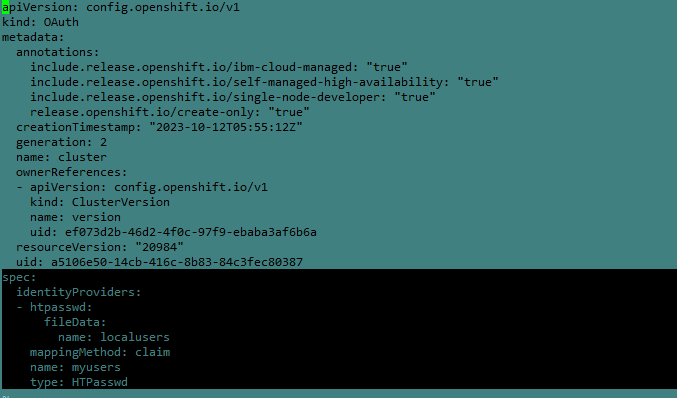 apiVersion: config.openshift.io/v1
kind: OAuth
metadata:
  annotations:
    include.release.openshift.io/ibm-cloud-managed: "true"
    include.release.openshift.io/self-managed-high-availability: "true"
    include.release.openshift.io/single-node-developer: "true"
    release.openshift.io/create-only: "true"
  creationTimestamp: "2023-10-12T05:55:12Z"
  generation: 2
  name: cluster
  ownerReferences:
  - apiVersion: config.openshift.io/v1
    kind: ClusterVersion
    name: version
    uid: ef073d2b-46d2-4f0c-97f9-ebaba3af6b6a
  resourceVersion: "20984"
  uid: a5106e50-14cb-416c-8b83-84c3fec80387
spec:
  identityProviders:
  - htpasswd:
      fileData:
        name: localusers
    mappingMethod: claim
    name: myusers
    type: HTPasswd